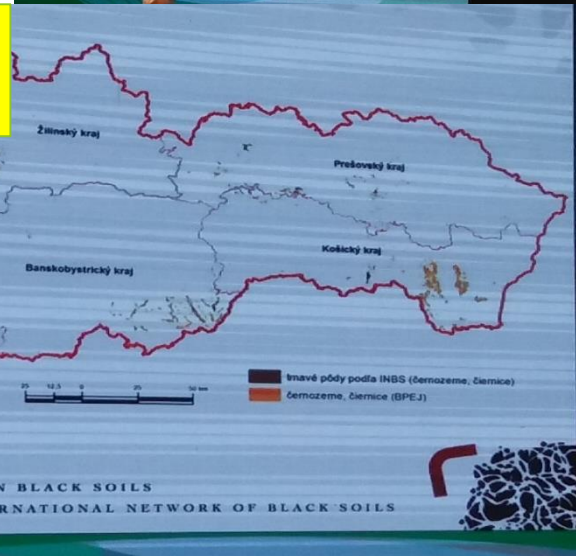 Žilinský kraj
Prešovský kraj
Košický kraj
Banskobystrický kraj
25 12,5 0 25 50 km
tmavé pôdy podľa INBS (černozeme, čiernice)
černozeme, čiernice (BPEJ)
N BLACK SOILS
RNATIONAL NETWORK OF BLACK SOILS